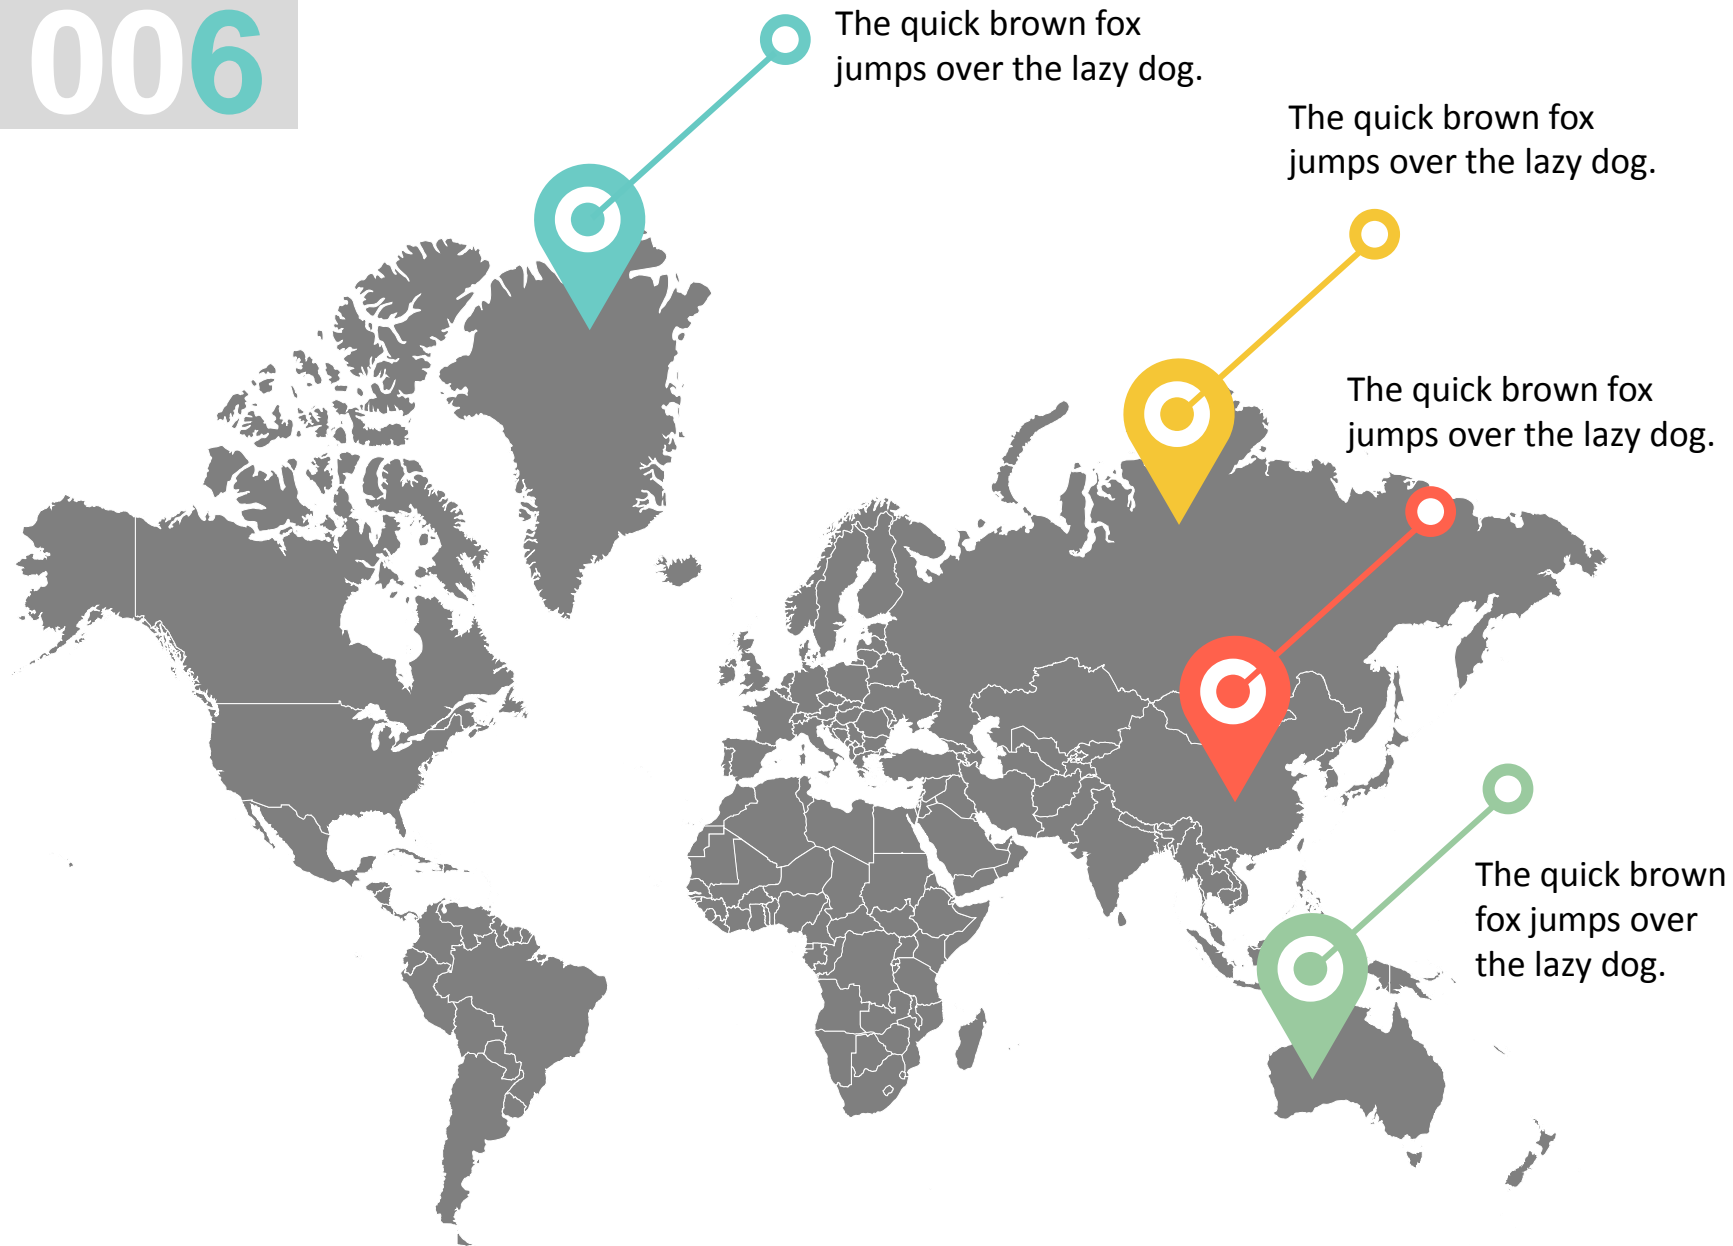 006
The quick brown fox
jumps over the lazy dog.
The quick brown fox
jumps over the lazy dog.
The quick brown fox
jumps over the lazy dog.
The quick brown
fox jumps over
the lazy dog.